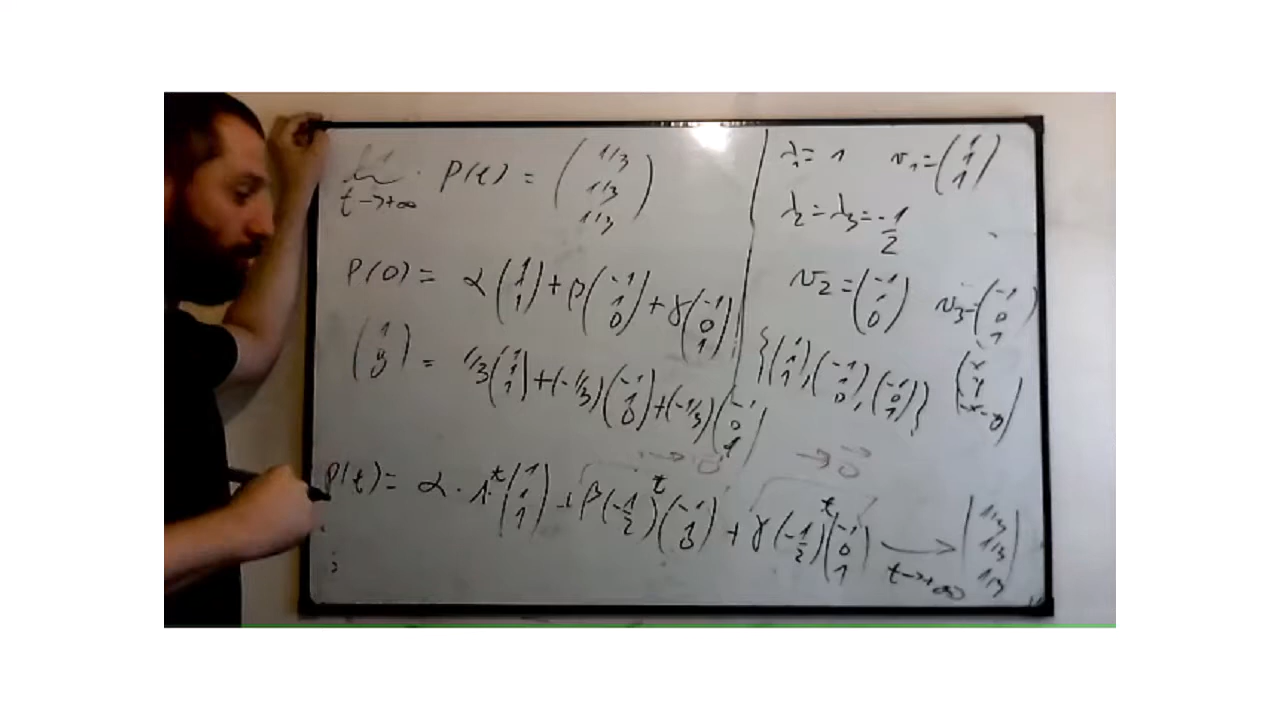 lim t→+∞ P(t) = (1/3 1/3 1/3)
P(0) = α (1 1 1) + β (-1 1 0) + γ (-1 0 1)
(1 0 0) = 1/3 (1 1 1) + (-1/3) (-1 1 0) + (-1/3) (-1 0 1)
P(t) = α · 1^t (1 1 1) + β (-1/2)^t (-1 1 0) + γ (-1/2)^t (-1 0 1) → t→+∞ (1/3 1/3 1/3)
→ 0⃗
→ 0⃗
λ₁ = 1 v₁ = (1 1 1)
λ₂ = λ₃ = -1/2
v₂ = (-1 1 0) v₃ = (-1 0 1)
{(1 1 1), (-1 1 0), (-1 0 1)}